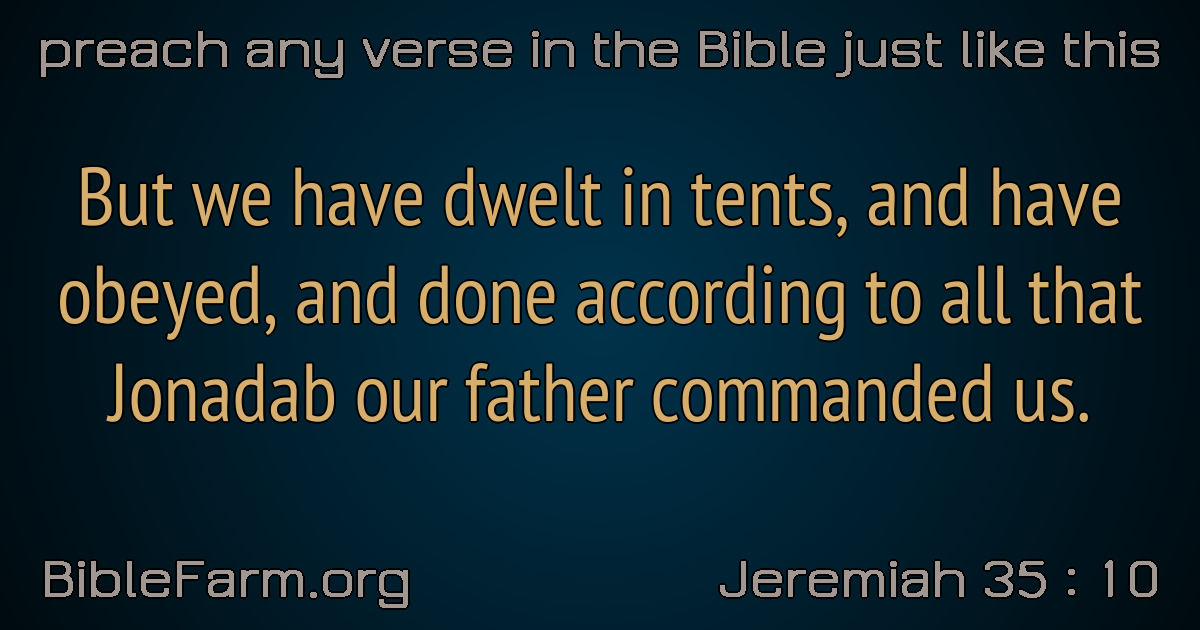 preach any verse in the Bible just like this
But we have dwelt in tents, and have
obeyed, and done according to all that
Jonadab our father commanded us.
BibleFarm.org
Jeremiah 35 : 10